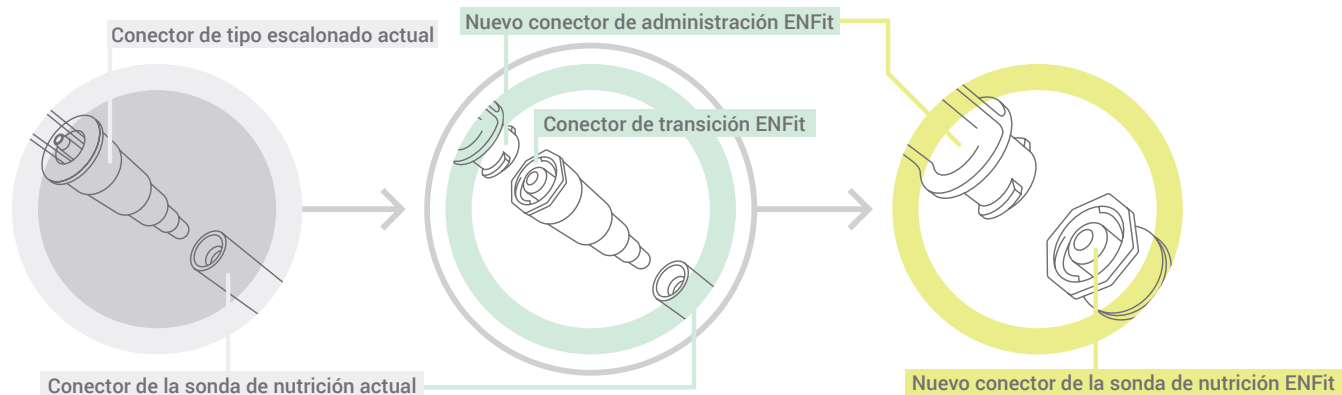 Nuevo conector de administración ENFit
Conector de tipo escalonado actual
Conector de transición ENFit
Conector de la sonda de nutrición actual
Nuevo conector de la sonda de nutrición ENFit